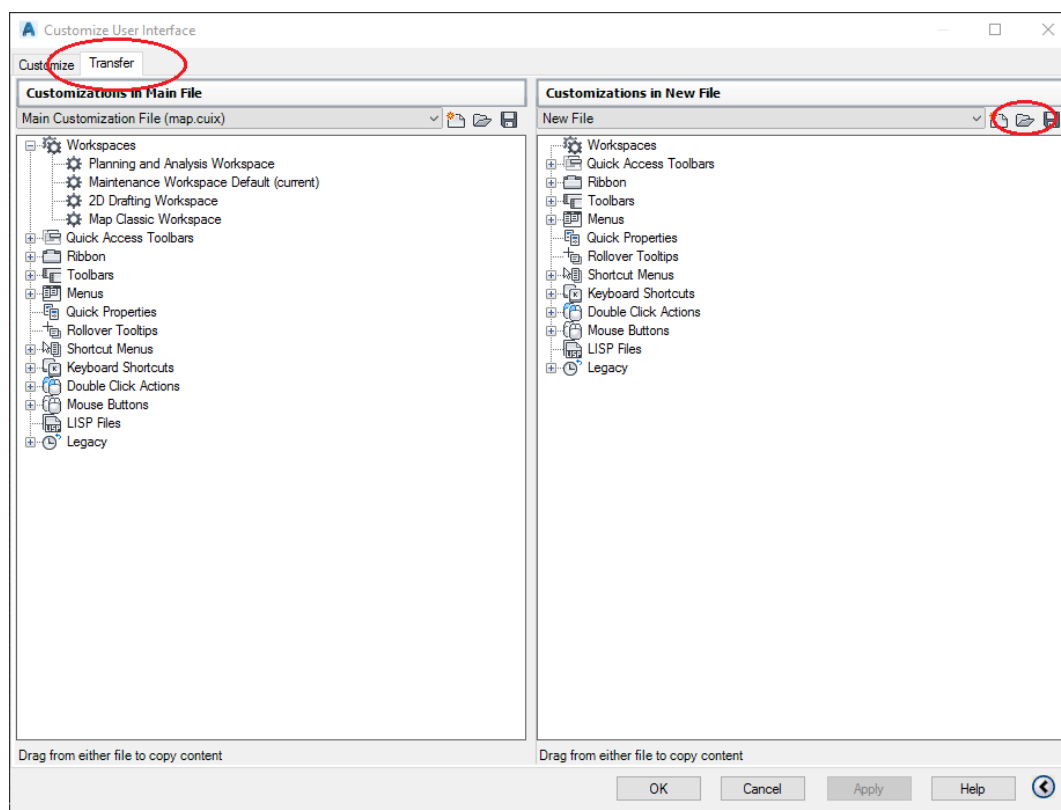 Customize User Interface
Customize Transfer
Customizations in Main File
Main Customization File (map.cuix)
Workspaces
Planning and Analysis Workspace
Maintenance Workspace Default (current)
2D Drafting Workspace
Map Classic Workspace
Quick Access Toolbars
Ribbon
Toolbars
Menus
Quick Properties
Rollover Tooltips
Shortcut Menus
Keyboard Shortcuts
Double Click Actions
Mouse Buttons
LISP Files
Legacy
Drag from either file to copy content
Customizations in New File
New File
Workspaces
Quick Access Toolbars
Ribbon
Toolbars
Menus
Quick Properties
Rollover Tooltips
Shortcut Menus
Keyboard Shortcuts
Double Click Actions
Mouse Buttons
LISP Files
Legacy
Drag from either file to copy content
OK Cancel Apply Help